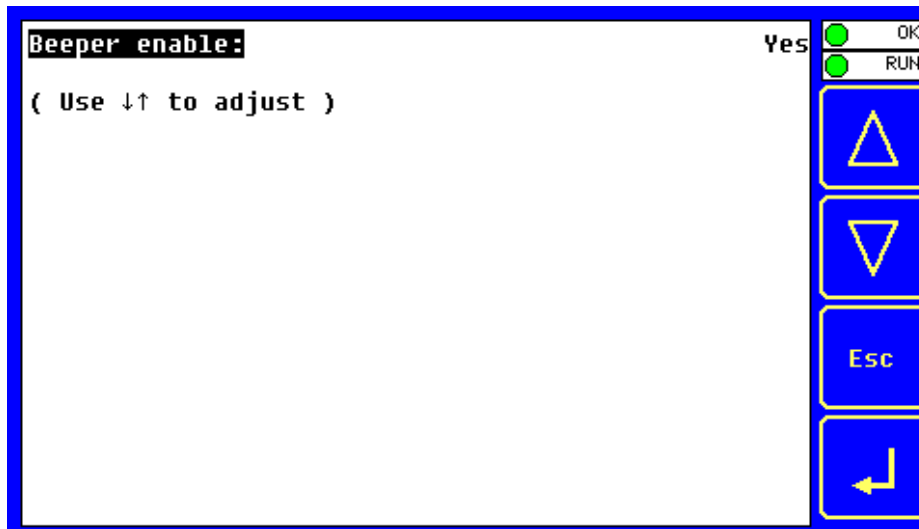 Beeper enable: Yes
( Use ↓↑ to adjust )
OK
RUN
Esc